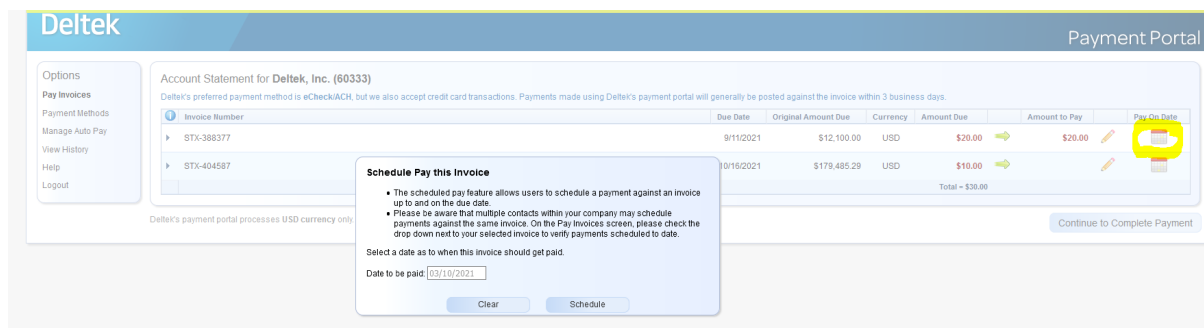 Deltek
Payment Portal
Options
Pay Invoices
Payment Methods
Manage Auto Pay
View History
Help
Logout
Account Statement for Deltek, Inc. (60333)
Deltek's preferred payment method is eCheck/ACH, but we also accept credit card transactions. Payments made using Deltek's payment portal will generally be posted against the invoice within 3 business days.
Invoice Number Due Date Original Amount Due Currency Amount Due Amount to Pay Pay On Date
STX-388377 9/11/2021 $12,100.00 USD $20.00 $20.00
STX-404587 10/16/2021 $179,485.29 USD $10.00
Total = $30.00
Deltek's payment portal processes USD currency only.
Continue to Complete Payment
Schedule Pay this Invoice
• The scheduled pay feature allows users to schedule a payment against an invoice
up to and on the due date.
• Please be aware that multiple contacts within your company may schedule
payments against the same invoice. On the Pay Invoices screen, please check the
drop down next to your selected invoice to verify payments scheduled to date.
Select a date as to when this invoice should get paid.
Date to be paid: 03/10/2021
Clear Schedule